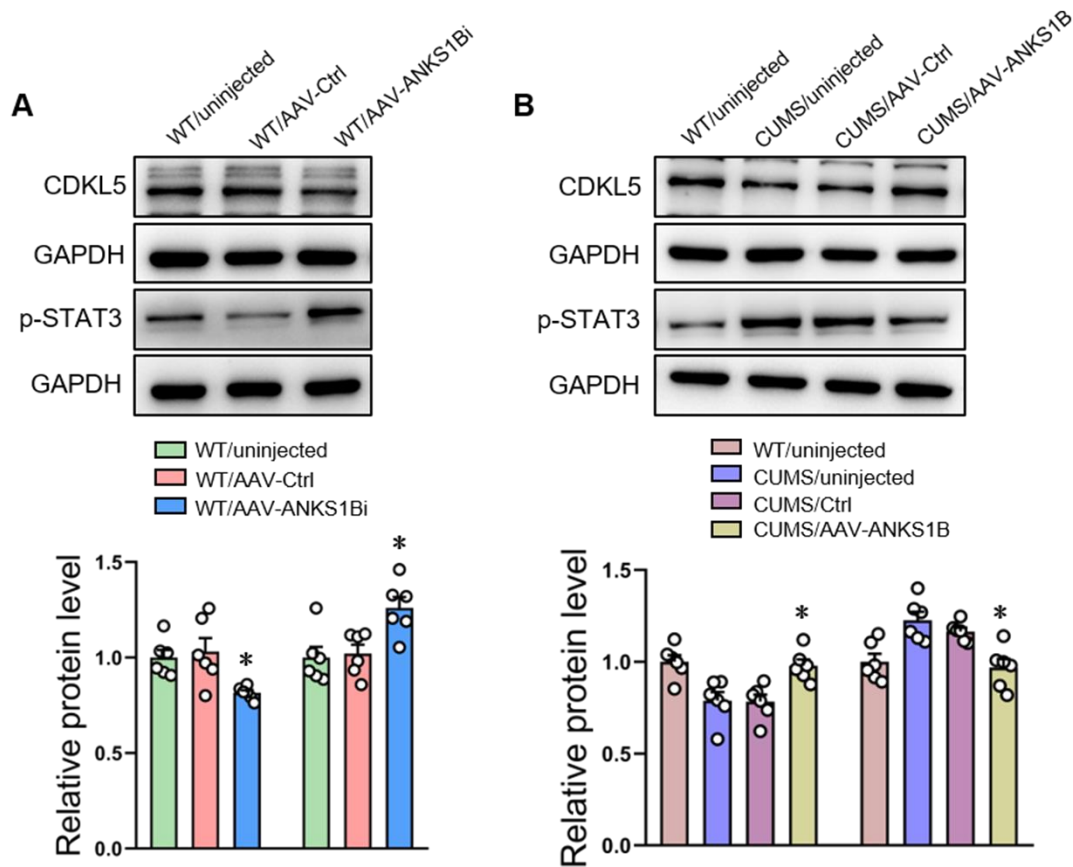 A
WT/uninjected
WT/AAV-Ctrl
WT/AAV-ANKS1Bi
CDKL5
GAPDH
p-STAT3
GAPDH
WT/uninjected
WT/AAV-Ctrl
WT/AAV-ANKS1Bi
Relative protein level
1.5
1.0
0.5
0.0
*
*
B
WT/uninjected
CUMS/uninjected
CUMS/AAV-Ctrl
CUMS/AAV-ANKS1B
CDKL5
GAPDH
p-STAT3
GAPDH
WT/uninjected
CUMS/uninjected
CUMS/Ctrl
CUMS/AAV-ANKS1B
Relative protein level
1.5
1.0
0.5
0.0
*
*